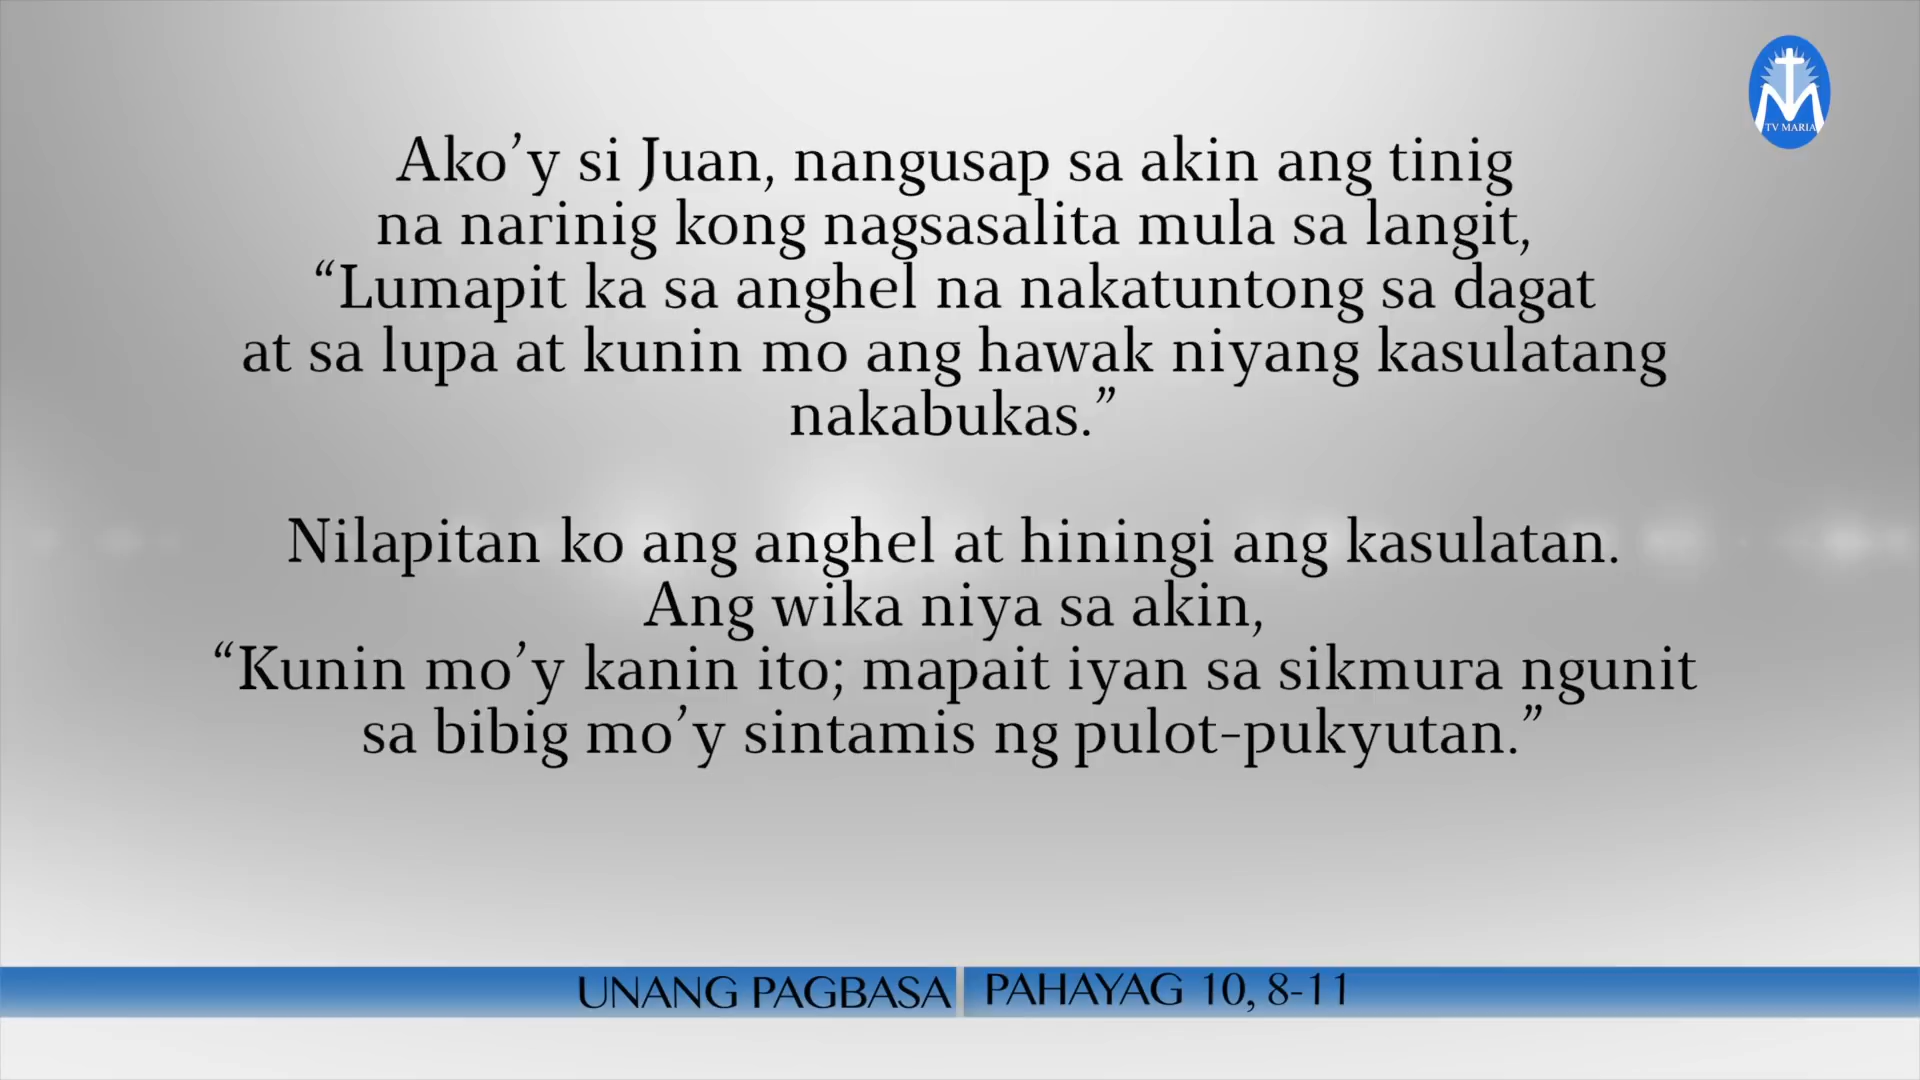 TV MARIA
Ako’y si Juan, nangusap sa akin ang tinig
na narinig kong nagsasalita mula sa langit,
“Lumapit ka sa anghel na nakatuntong sa dagat
at sa lupa at kunin mo ang hawak niyang kasulatang
nakabukas.”
Nilapitan ko ang anghel at hiningi ang kasulatan.
Ang wika niya sa akin,
“Kunin mo’y kanin ito; mapait iyan sa sikmura ngunit
sa bibig mo’y sintamis ng pulot-pukyutan.”
UNANG PAGBASA PAHAYAG 10, 8-11